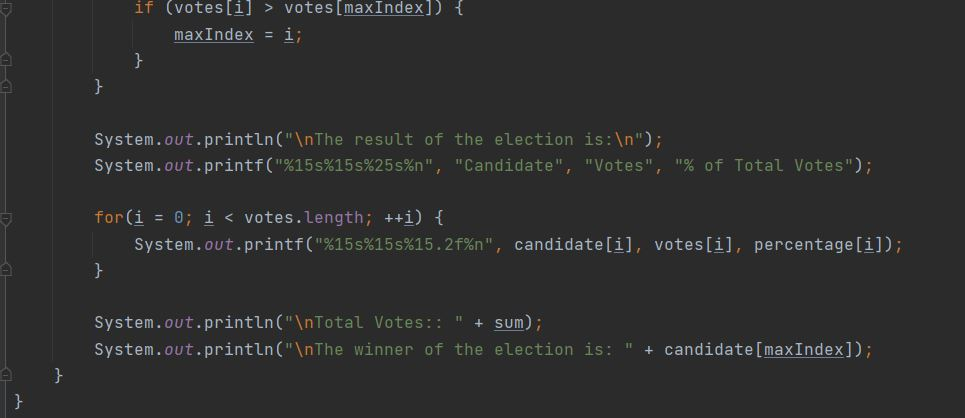 if (votes[i] > votes[maxIndex]) {
maxIndex = i;
}
}
System.out.println("\nThe result of the election is:\n");
System.out.printf("%15s%15s%25s%n", "Candidate", "Votes", "% of Total Votes");
for(i = 0; i < votes.length; ++i) {
System.out.printf("%15s%15s%15.2f%n", candidate[i], votes[i], percentage[i]);
}
System.out.println("\nTotal Votes:: " + sum);
System.out.println("\nThe winner of the election is: " + candidate[maxIndex]);
}
}